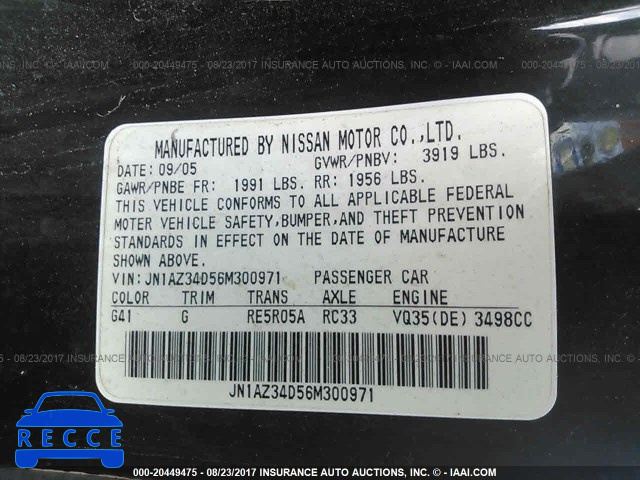 000-20449475 - 08/23/2017 INSURANCE AUTO AUCTIONS, INC. - © IAAI.COM
MANUFACTURED BY NISSAN MOTOR CO.,LTD.
DATE: 09/05 GVWR/PNBV: 3919 LBS.
GAWR/PNBE FR: 1991 LBS. RR: 1956 LBS.
THIS VEHICLE CONFORMS TO ALL APPLICABLE FEDERAL
MOTOR VEHICLE SAFETY,BUMPER,AND THEFT PREVENTION
STANDARDS IN EFFECT ON THE DATE OF MANUFACTURE
SHOWN ABOVE.
VIN:JN1AZ34D56M300971 PASSENGER CAR
COLOR TRIM TRANS AXLE ENGINE
G41 G RE5R05A RC33 VQ35(DE) 3498CC
JN1AZ34D56M300971
RECCE
000-20449475 - 08/23/2017 INSURANCE AUTO AUCTIONS, INC. - © IAAI.COM